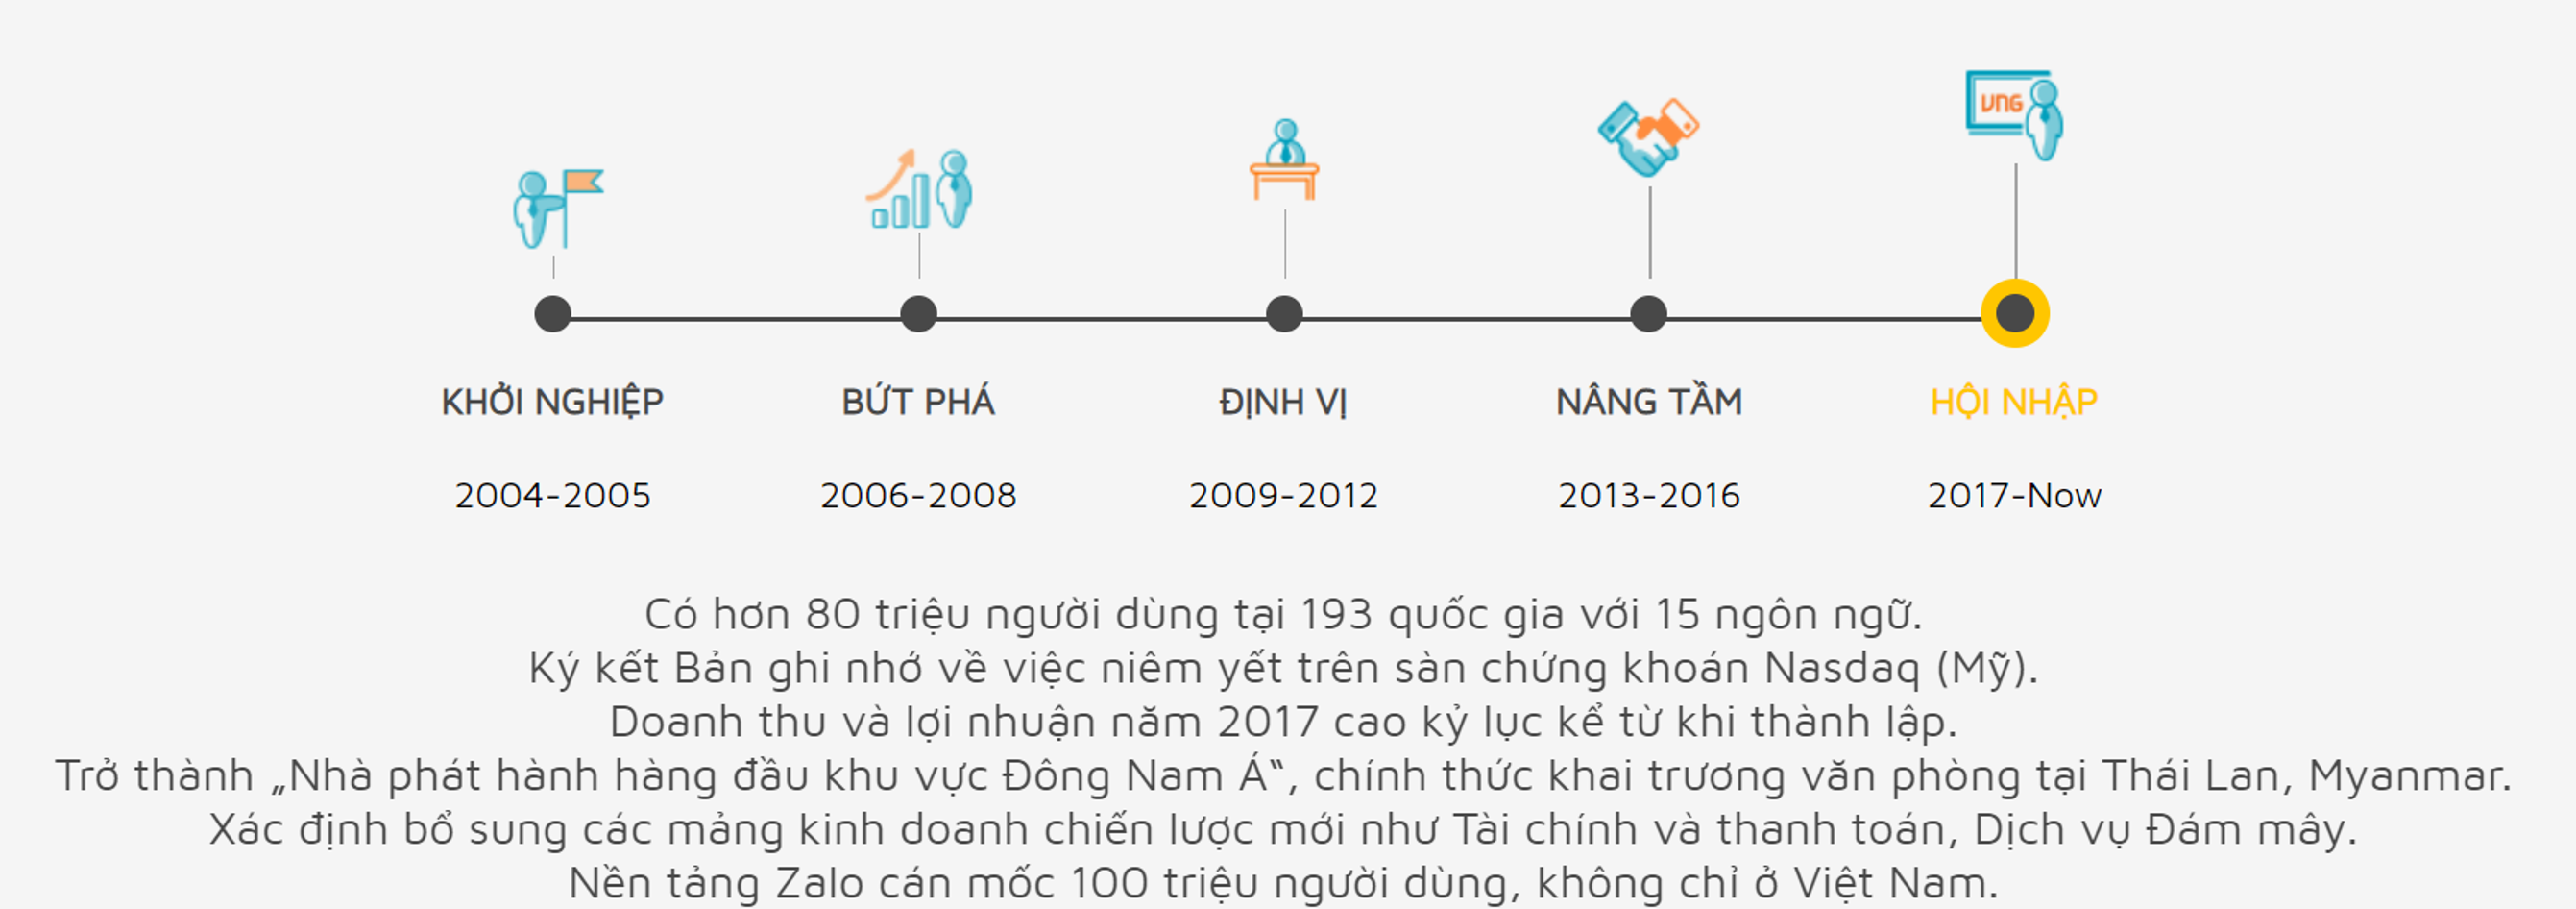 VNG
KHỞI NGHIỆP
BỨT PHÁ
ĐỊNH VỊ
NÂNG TẦM
HỘI NHẬP
2004-2005
2006-2008
2009-2012
2013-2016
2017-Now
Có hơn 80 triệu người dùng tại 193 quốc gia với 15 ngôn ngữ.
Ký kết Bản ghi nhớ về việc niêm yết trên sàn chứng khoán Nasdaq (Mỹ).
Doanh thu và lợi nhuận năm 2017 cao kỷ lục kể từ khi thành lập.
Trở thành „Nhà phát hành hàng đầu khu vực Đông Nam Á“, chính thức khai trương văn phòng tại Thái Lan, Myanmar.
Xác định bổ sung các mảng kinh doanh chiến lược mới như Tài chính và thanh toán, Dịch vụ Đám mây.
Nền tảng Zalo cán mốc 100 triệu người dùng, không chỉ ở Việt Nam.